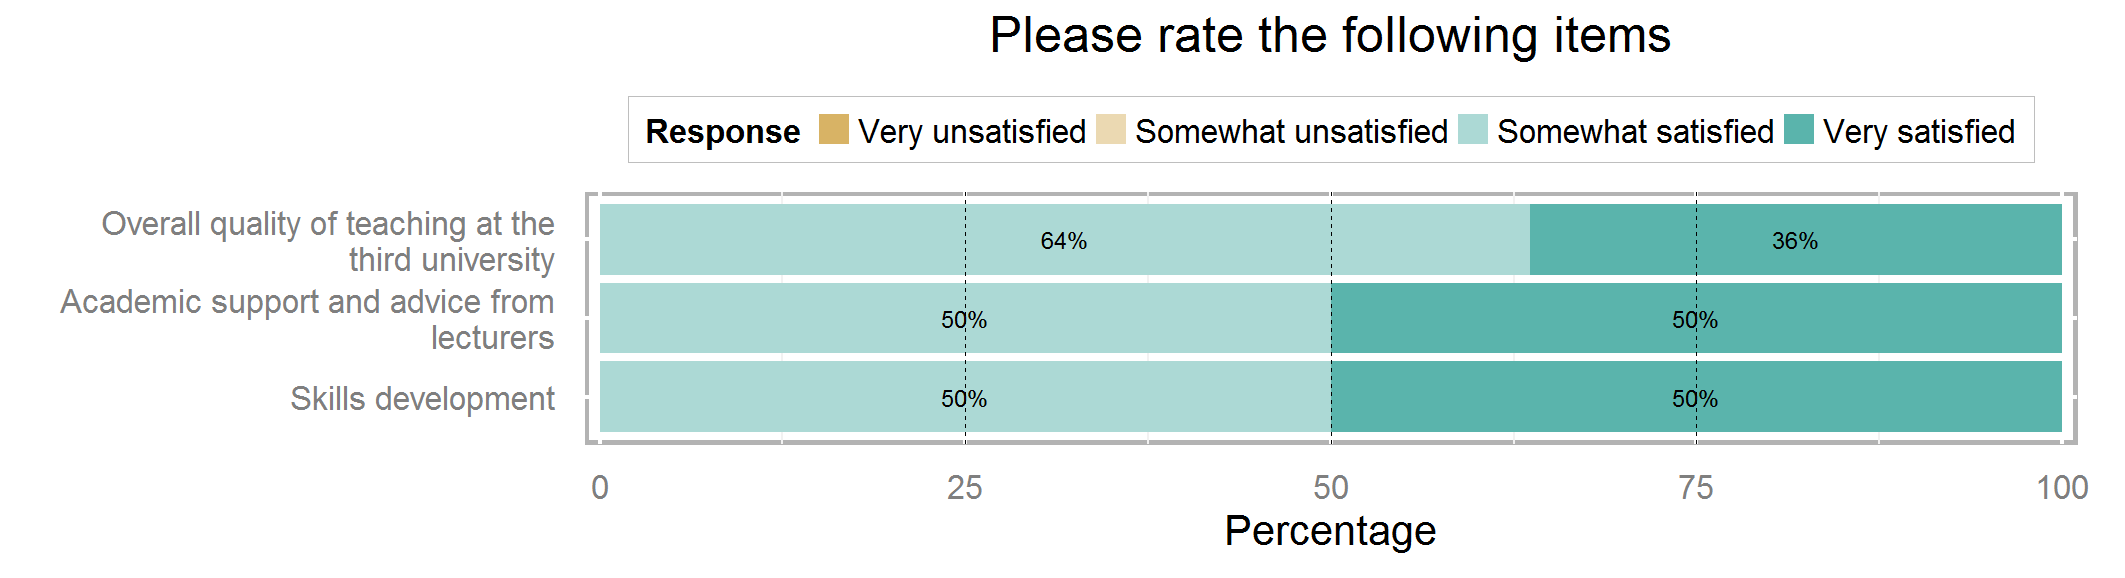 Please rate the following items
Response Very unsatisfied Somewhat unsatisfied Somewhat satisfied Very satisfied
Overall quality of teaching at the
third university
64% 36%
Academic support and advice from
lecturers
50% 50%
Skills development
50% 50%
0 25 50 75 100
Percentage